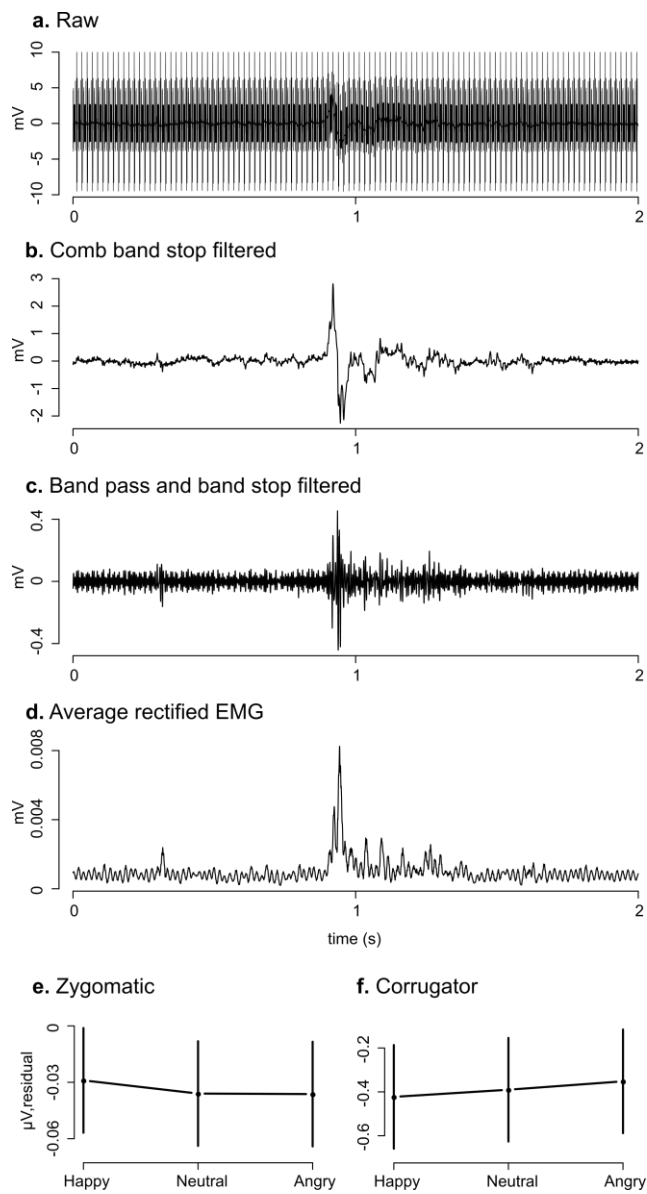 a. Raw
10
5
0
-5
-10
mV
0 1 2
b. Comb band stop filtered
3
2
1
0
-1
-2
mV
0 1 2
c. Band pass and band stop filtered
0.4
0
-0.4
mV
0 1 2
d. Average rectified EMG
0.008
0.004
0
mV
0 1 2
time (s)
e. Zygomatic
0
-0.03
-0.06
µV,residual
Happy Neutral Angry
f. Corrugator
-0.2
-0.4
-0.6
Happy Neutral Angry